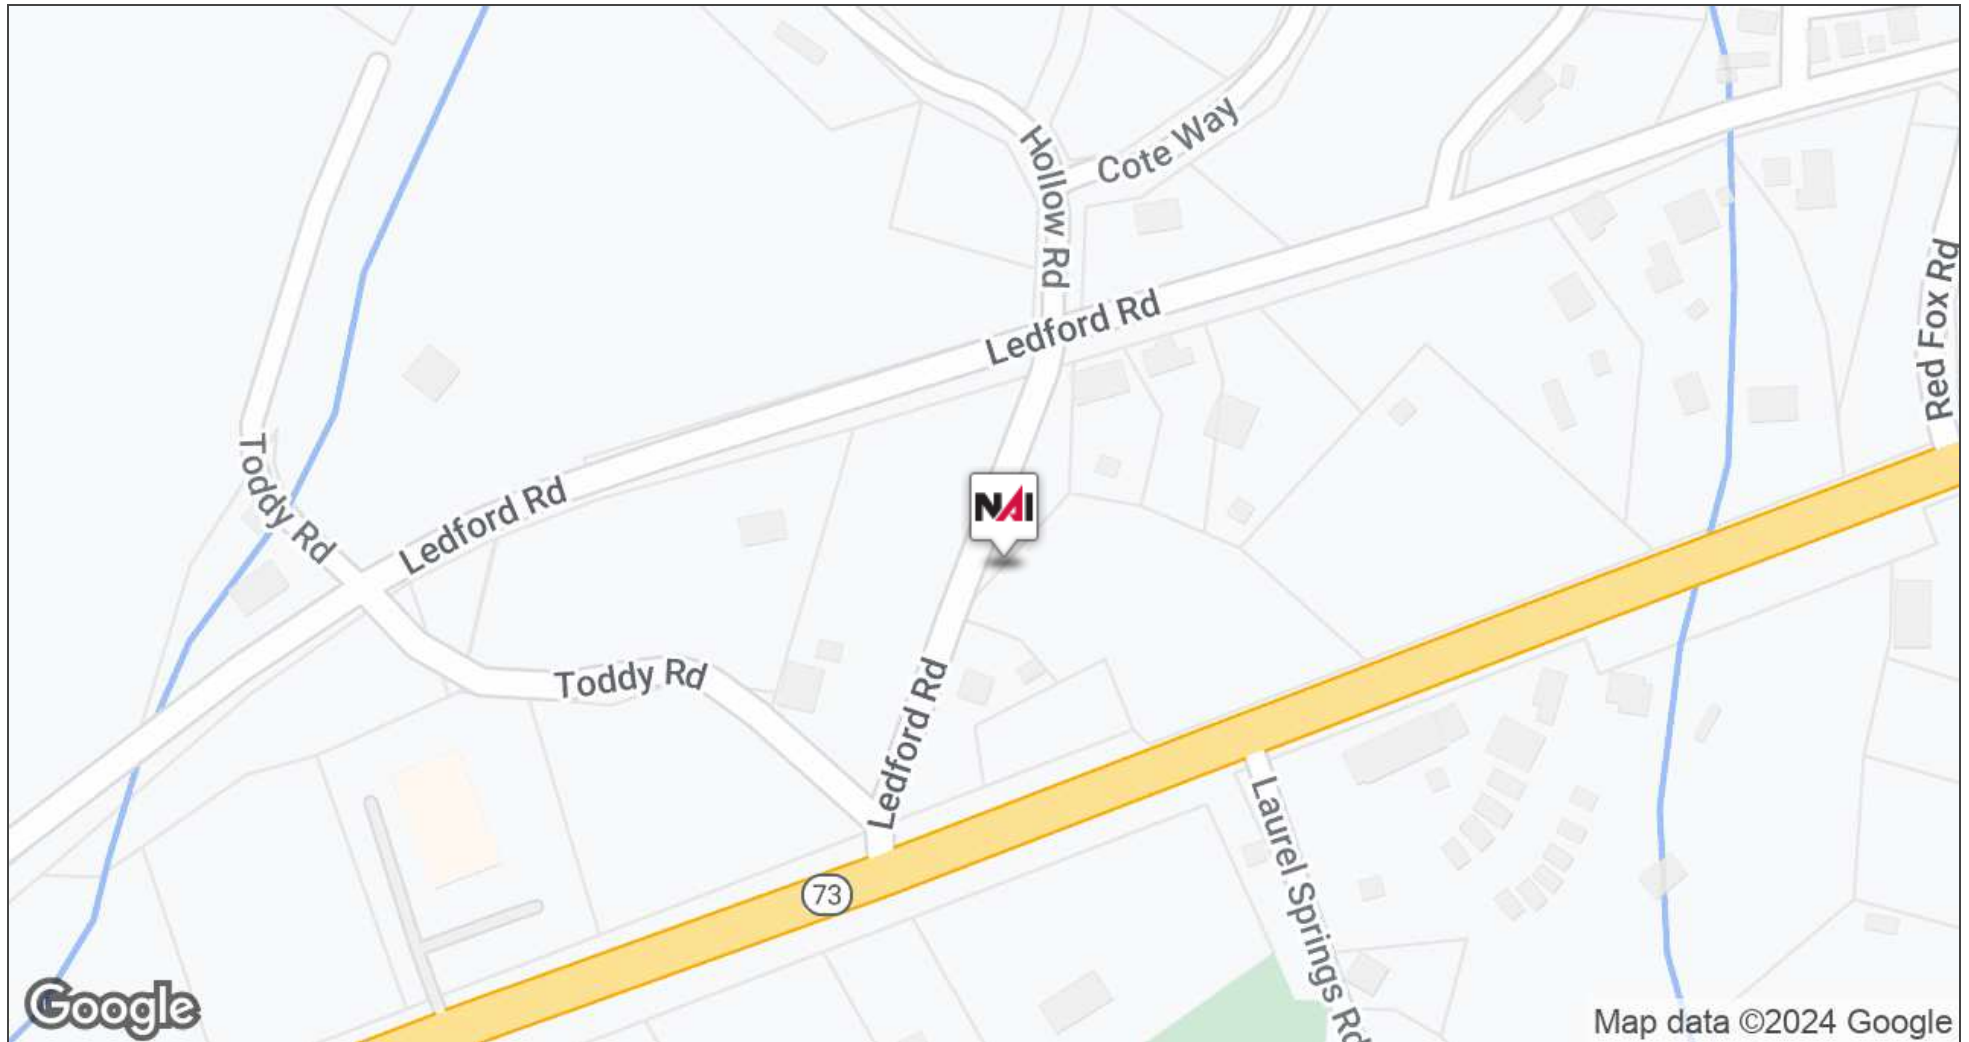 Cote Way
Hollow Rd
Red Fox Rd
Ledford Rd
Toddy Rd
Ledford Rd
NAI
Toddy Rd
Ledford Rd
Laurel Springs Rd
73
Google
Map data ©2024 Google